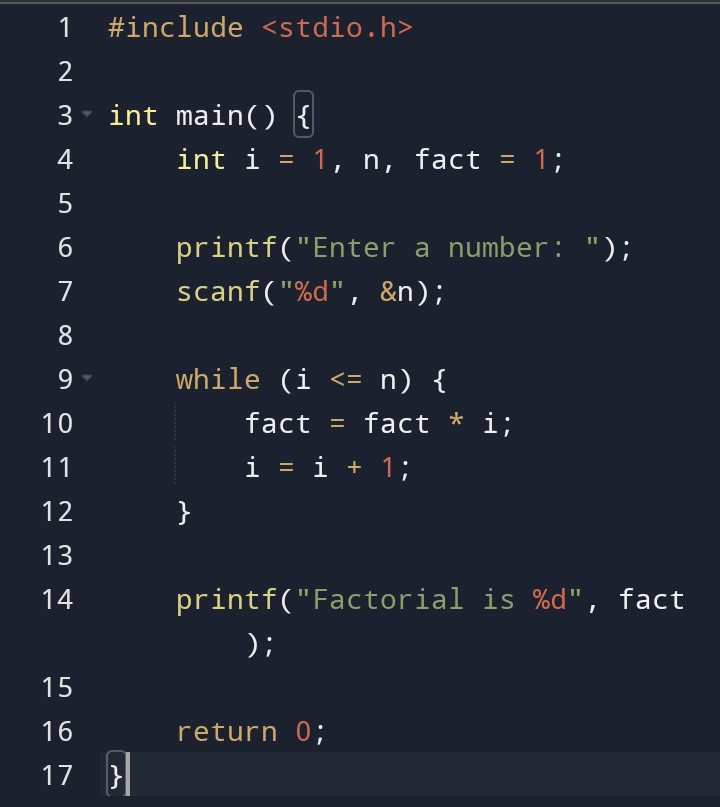 1 #include <stdio.h>
2
3 int main() {
4     int i = 1, n, fact = 1;
5
6     printf("Enter a number: ");
7     scanf("%d", &n);
8
9     while (i <= n) {
10         fact = fact * i;
11         i = i + 1;
12     }
13
14     printf("Factorial is %d", fact
        );
15
16     return 0;
17 }